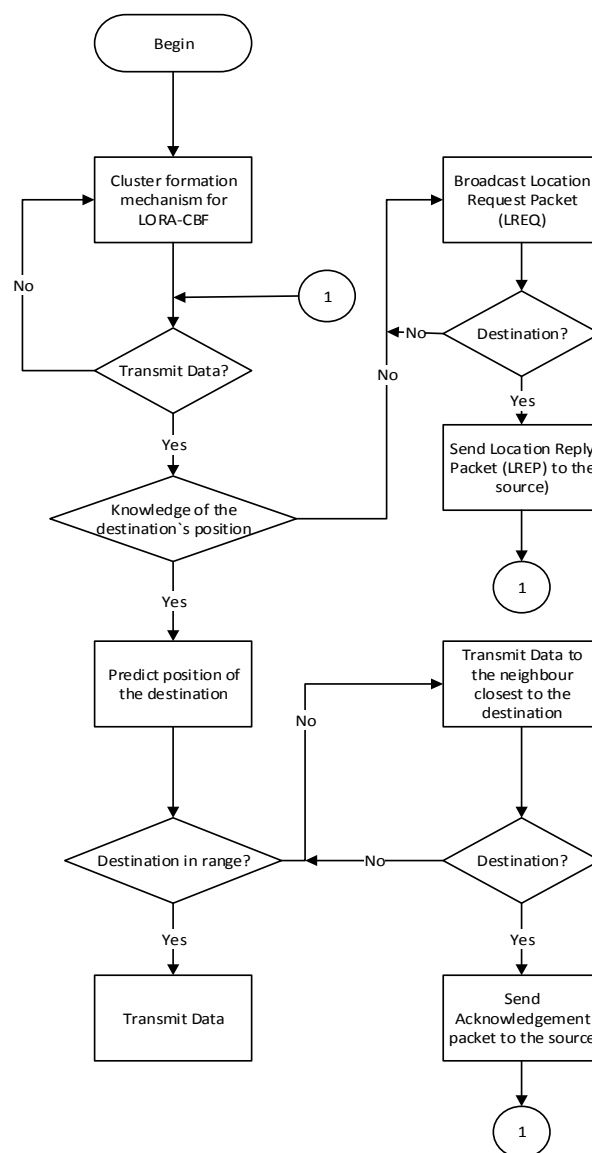 Begin
Cluster formation
mechanism for
LORA-CBF
No
1
Transmit Data?
Yes
Knowledge of the
destination`s position
No
Broadcast Location
Request Packet
(LREQ)
Destination?
No
Yes
Send Location Reply
Packet (LREP) to the
source)
1
Yes
Predict position of
the destination
Destination in range?
No
Transmit Data to
the neighbour
closest to the
destination
Destination?
No
Yes
Transmit Data
Yes
Send
Acknowledgement
packet to the source
1